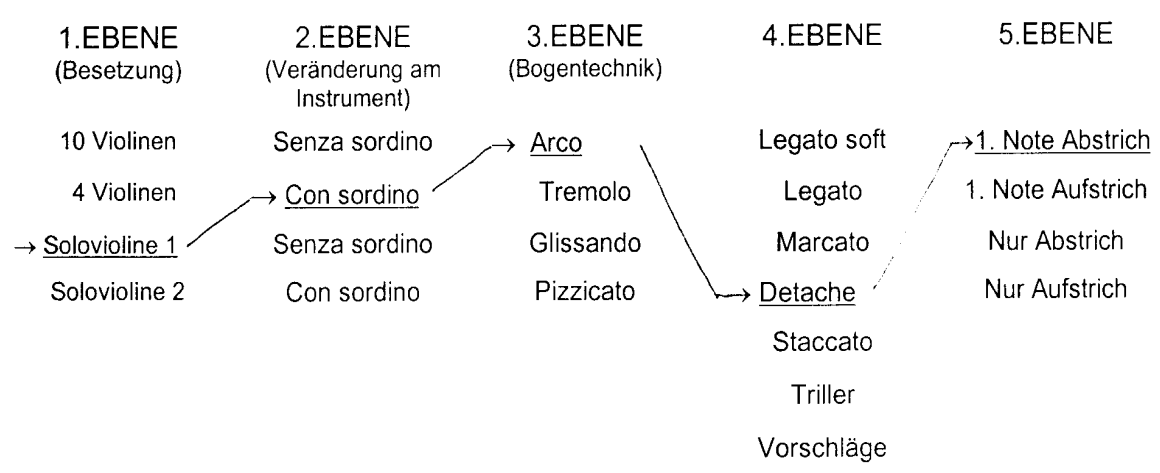 1.EBENE 2.EBENE 3.EBENE 4.EBENE 5.EBENE
(Besetzung) (Veränderung am (Bogentechnik)
Instrument)
10 Violinen Senza sordino → Arco Legato soft → 1. Note Abstrich
4 Violinen → Con sordino Tremolo Legato 1. Note Aufstrich
→ Solovioline 1 Senza sordino Glissando Marcato Nur Abstrich
Solovioline 2 Con sordino Pizzicato → Detache Nur Aufstrich
Staccato
Triller
Vorschläge